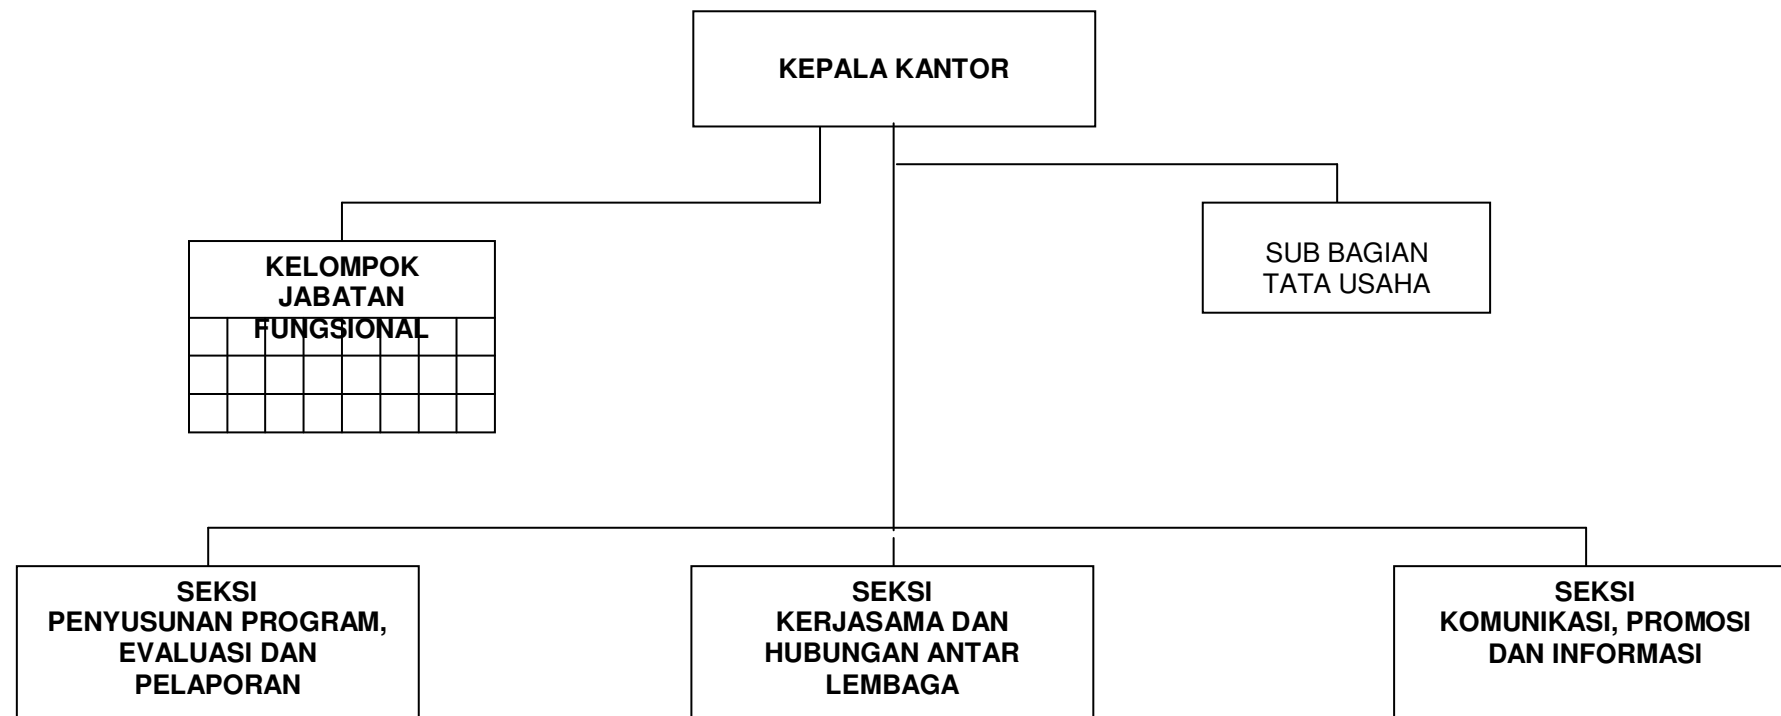 KEPALA KANTOR
KELOMPOK
JABATAN
FUNGSIONAL
SUB BAGIAN
TATA USAHA
SEKSI
PENYUSUNAN PROGRAM,
EVALUASI DAN
PELAPORAN
SEKSI
KERJASAMA DAN
HUBUNGAN ANTAR
LEMBAGA
SEKSI
KOMUNIKASI, PROMOSI
DAN INFORMASI